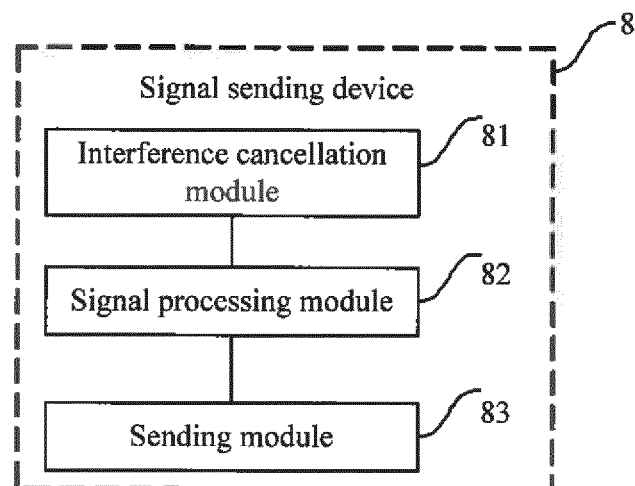 8
Signal sending device
81
Interference cancellation
module
82
Signal processing module
83
Sending module